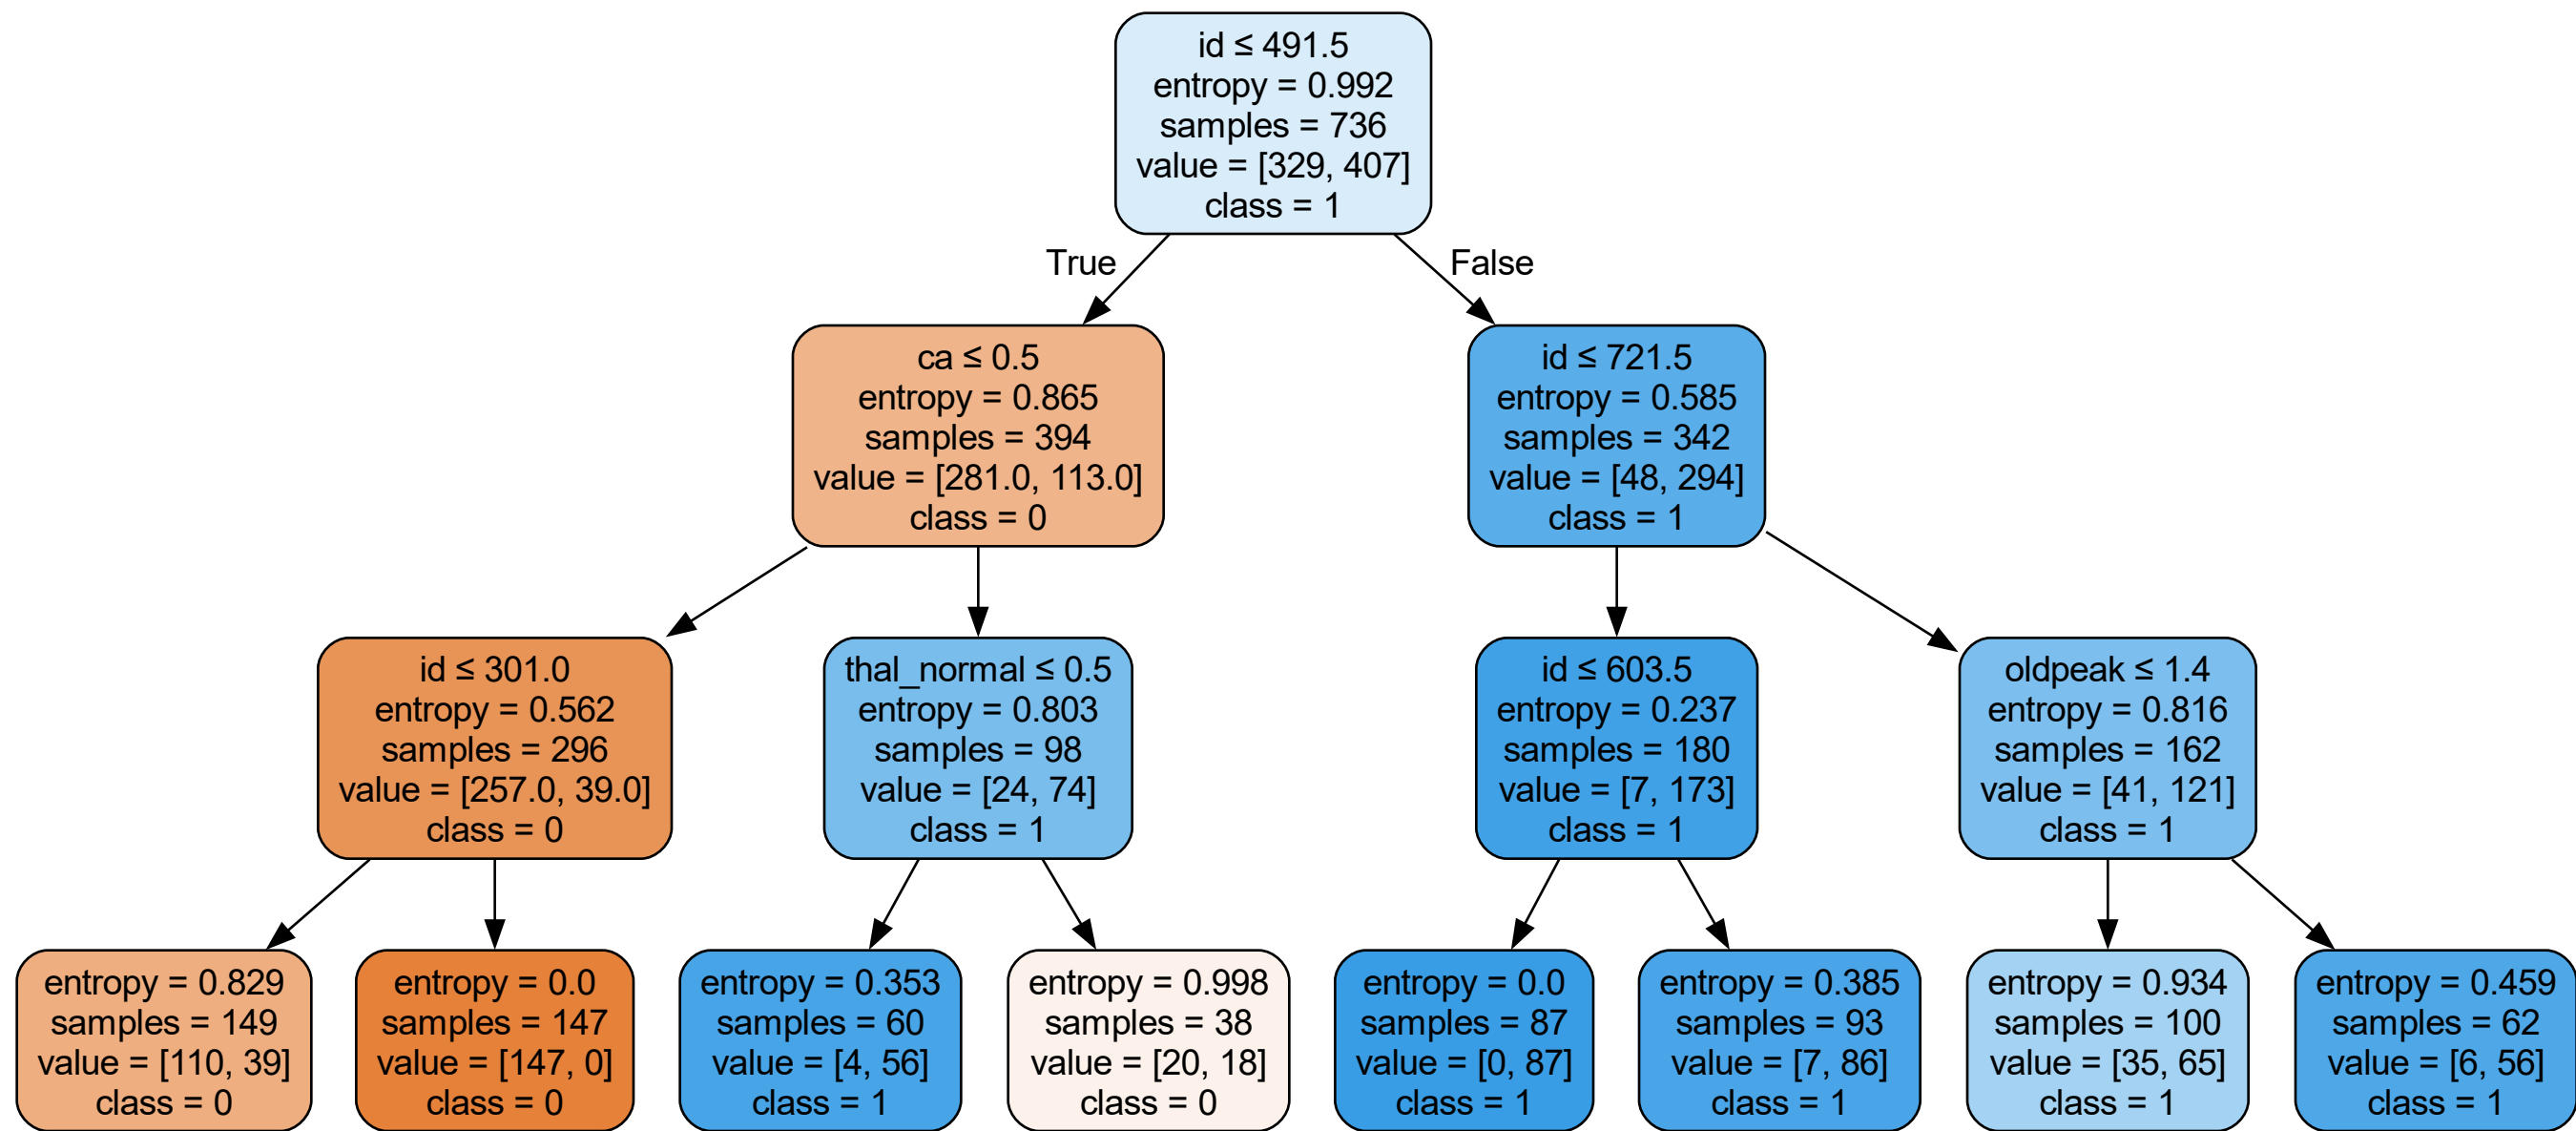 id ≤ 491.5
entropy = 0.992
samples = 736
value = [329, 407]
class = 1
True
False
ca ≤ 0.5
entropy = 0.865
samples = 394
value = [281.0, 113.0]
class = 0
id ≤ 721.5
entropy = 0.585
samples = 342
value = [48, 294]
class = 1
id ≤ 301.0
entropy = 0.562
samples = 296
value = [257.0, 39.0]
class = 0
thal_normal ≤ 0.5
entropy = 0.803
samples = 98
value = [24, 74]
class = 1
id ≤ 603.5
entropy = 0.237
samples = 180
value = [7, 173]
class = 1
oldpeak ≤ 1.4
entropy = 0.816
samples = 162
value = [41, 121]
class = 1
entropy = 0.829
samples = 149
value = [110, 39]
class = 0
entropy = 0.0
samples = 147
value = [147, 0]
class = 0
entropy = 0.353
samples = 60
value = [4, 56]
class = 1
entropy = 0.998
samples = 38
value = [20, 18]
class = 0
entropy = 0.0
samples = 87
value = [0, 87]
class = 1
entropy = 0.385
samples = 93
value = [7, 86]
class = 1
entropy = 0.934
samples = 100
value = [35, 65]
class = 1
entropy = 0.459
samples = 62
value = [6, 56]
class = 1